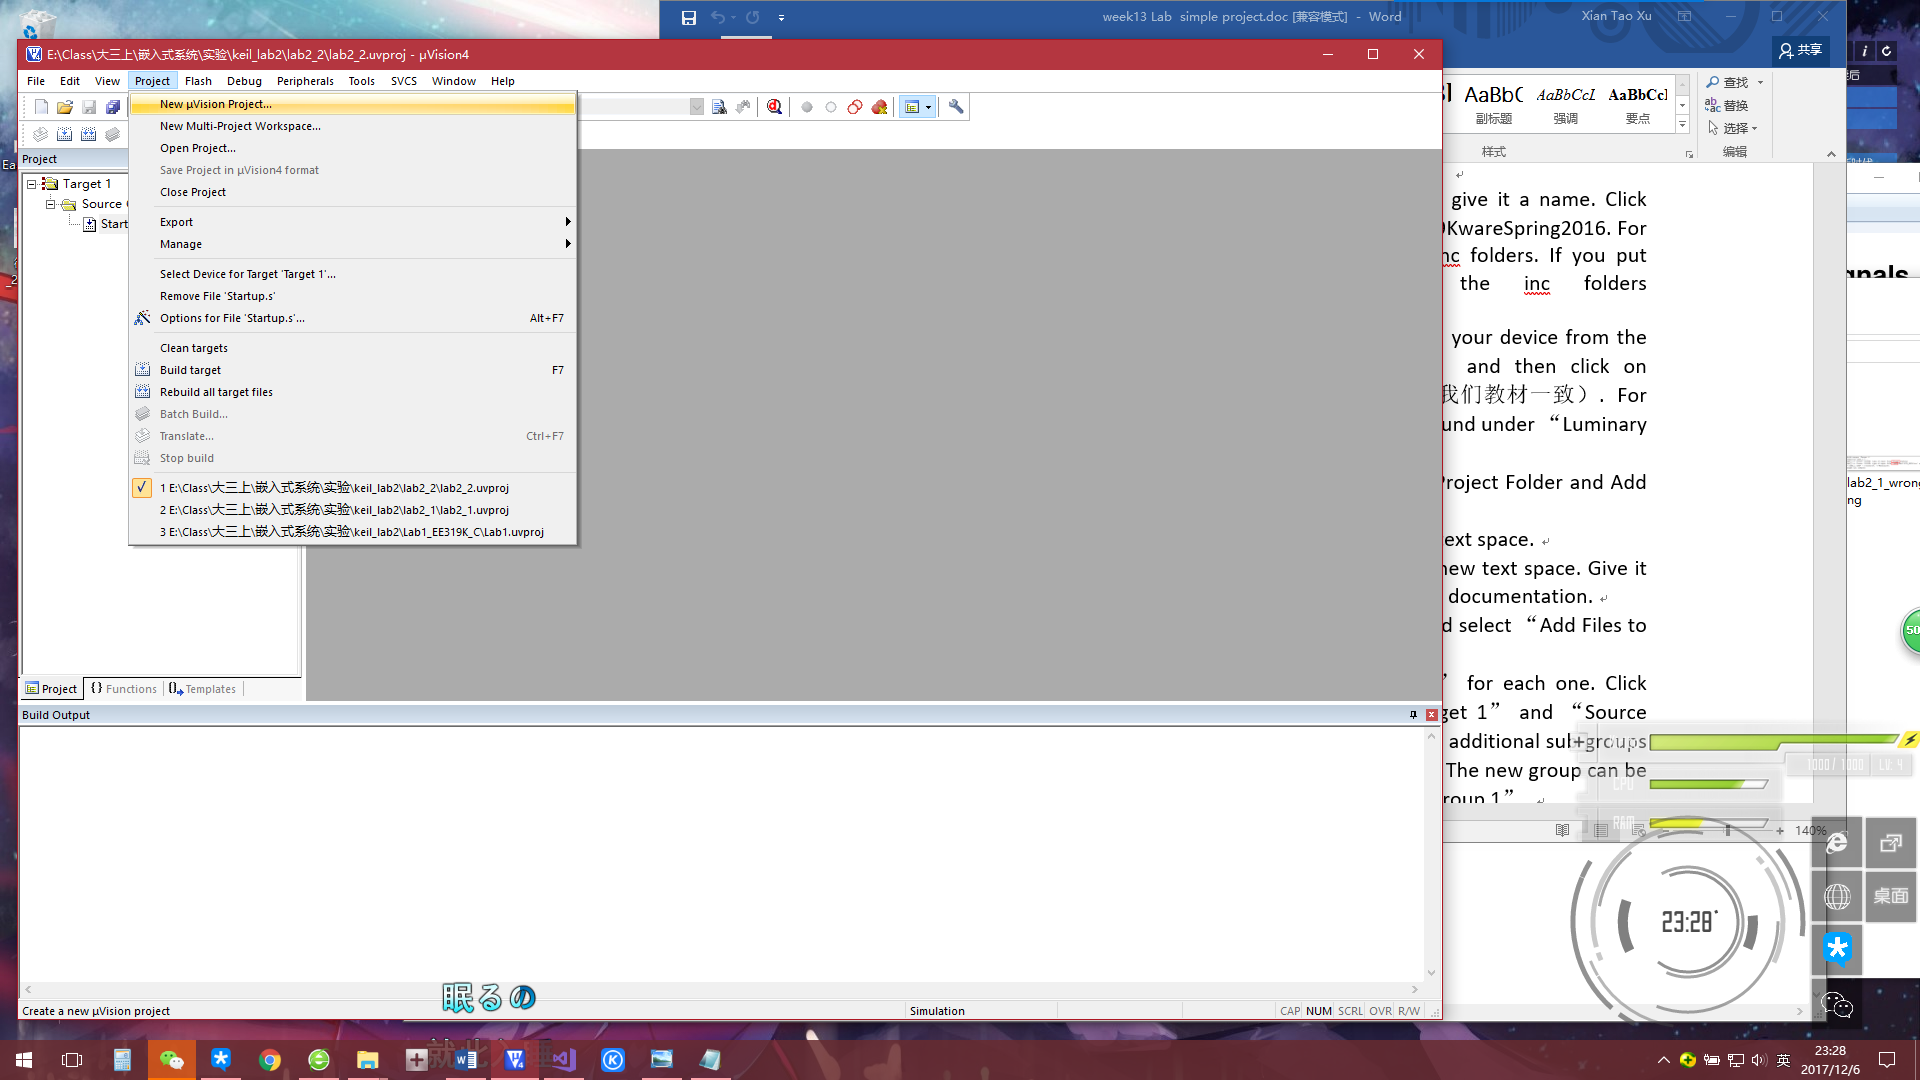 week13 Lab simple project.doc [兼容模式] - Word
Xian Tao Xu
共享
E:\Class\大三上\嵌入式系统\实验\keil_lab2\lab2_2\lab2_2.uvproj - µVision4
File Edit View Project Flash Debug Peripherals Tools SVCS Window Help
New µVision Project...
New Multi-Project Workspace...
Open Project...
Save Project in µVision4 format
Close Project
Export
Manage
Select Device for Target 'Target 1'...
Remove File 'Startup.s'
Options for File 'Startup.s'... Alt+F7
Clean targets
Build target F7
Rebuild all target files
Batch Build...
Translate... Ctrl+F7
Stop build
1 E:\Class\大三上\嵌入式系统\实验\keil_lab2\lab2_2\lab2_2.uvproj
2 E:\Class\大三上\嵌入式系统\实验\keil_lab2\lab2_1\lab2_1.uvproj
3 E:\Class\大三上\嵌入式系统\实验\keil_lab2\Lab1_EE319K_C\Lab1.uvproj
Project
Target 1
Source
Start
Project Functions Templates
Build Output
Create a new µVision project
Simulation
CAP NUM SCRL OVR R/W
AaBbC AaBbCcL AaBbCcl
副标题 强调 要点
样式
查找
替换
选择
编辑
give it a name. Click
KwareSpring2016. For
nc folders. If you put
the inc folders
your device from the
and then click on
我们教材一致）. For
und under “Luminary
Project Folder and Add
ext space.
new text space. Give it
documentation.
d select “Add Files to
” for each one. Click
get 1” and “Source
additional subgroups
The new group can be
roup 1”
140%
gnals
lab2_1_wrong
ng
50
1000/1000 LV: 4
CPU
RAM
23:28
桌面
眠るの
英
23:28
2017/12/6